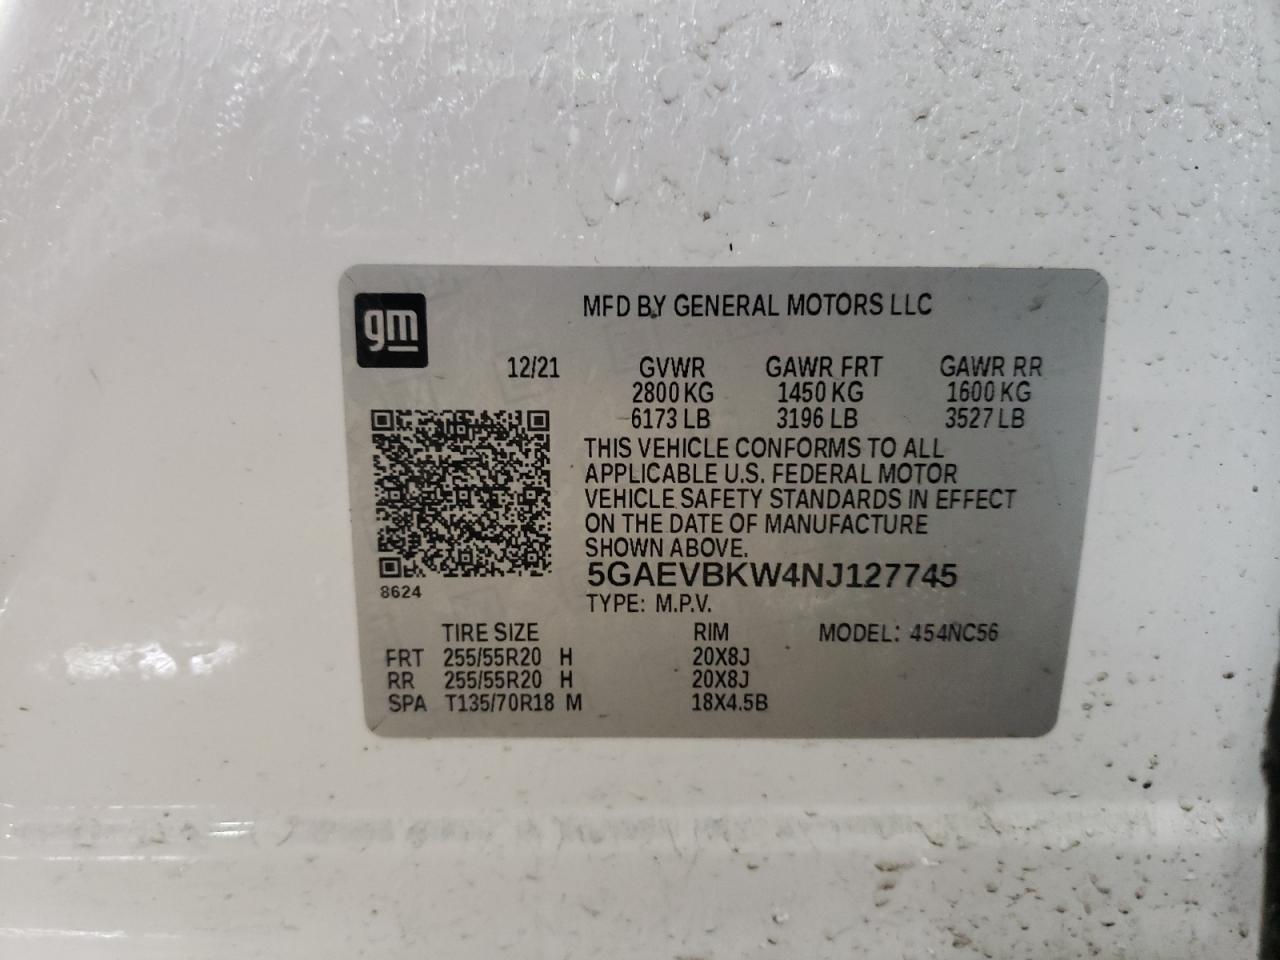 gm
MFD BY GENERAL MOTORS LLC
12/21 GVWR GAWR FRT GAWR RR
2800 KG 1450 KG 1600 KG
6173 LB 3196 LB 3527 LB
THIS VEHICLE CONFORMS TO ALL
APPLICABLE U.S. FEDERAL MOTOR
VEHICLE SAFETY STANDARDS IN EFFECT
ON THE DATE OF MANUFACTURE
SHOWN ABOVE.
5GAEVBKW4NJ127745
8624
TYPE: M.P.V.
TIRE SIZE RIM MODEL: 454NC56
FRT 255/55R20 H 20X8J
RR 255/55R20 H 20X8J
SPA T135/70R18 M 18X4.5B